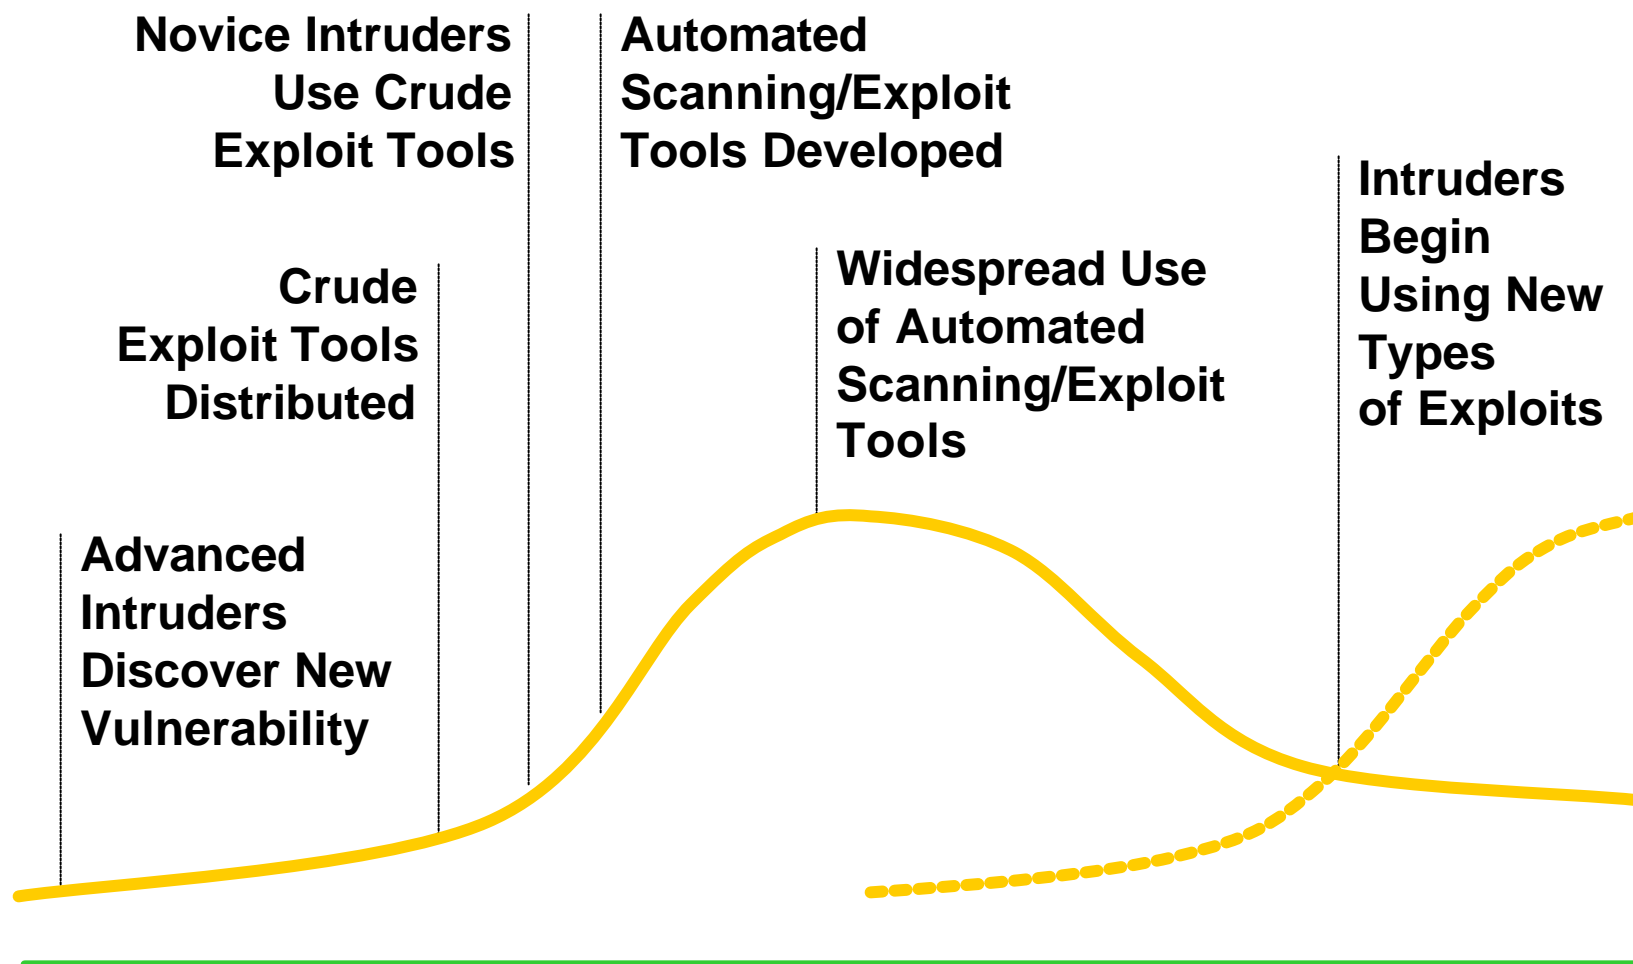 Novice Intruders
Use Crude
Exploit Tools
Automated
Scanning/Exploit
Tools Developed
Intruders
Begin
Using New
Types
of Exploits
Widespread Use
of Automated
Scanning/Exploit
Tools
Crude
Exploit Tools
Distributed
Advanced
Intruders
Discover New
Vulnerability